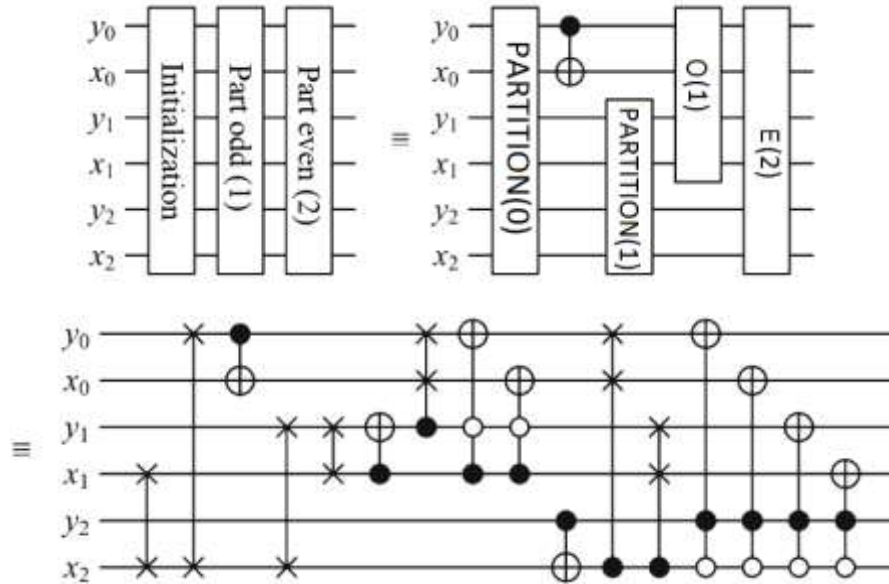 y₀
x₀
y₁
x₁
y₂
x₂
Initialization
Part odd (1)
Part even (2)
≡
y₀
x₀
y₁
x₁
y₂
x₂
PARTITION(0)
PARTITION(1)
O(1)
E(2)
≡
y₀
x₀
y₁
x₁
y₂
x₂